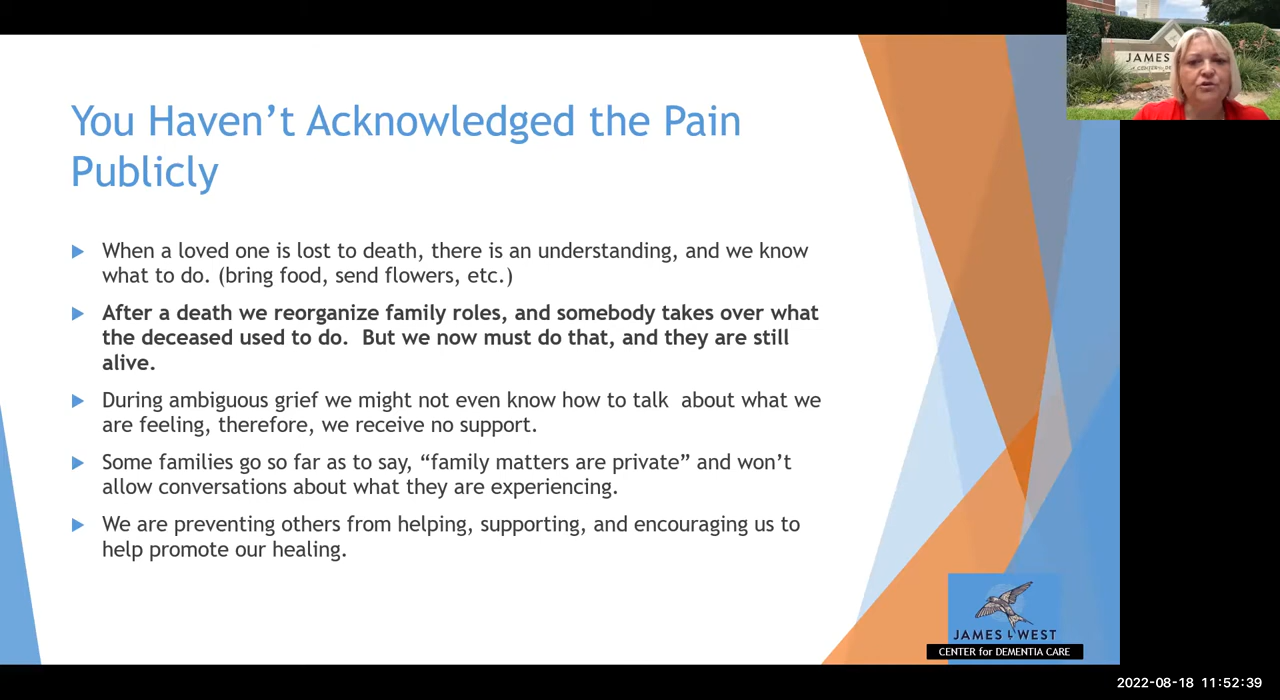 You Haven’t Acknowledged the Pain
Publicly
When a loved one is lost to death, there is an understanding, and we know
what to do. (bring food, send flowers, etc.)
After a death we reorganize family roles, and somebody takes over what
the deceased used to do.  But we now must do that, and they are still
alive.
During ambiguous grief we might not even know how to talk  about what we
are feeling, therefore, we receive no support.
Some families go so far as to say, “family matters are private” and won’t
allow conversations about what they are experiencing.
We are preventing others from helping, supporting, and encouraging us to
help promote our healing.
JAMES
JAMES L WEST
CENTER for DEMENTIA CARE
2022-08-18 11:52:39